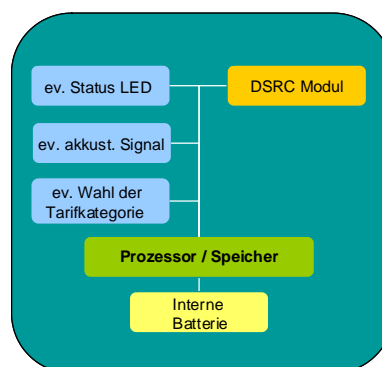 ev. Status LED
DSRC Modul
ev. akkust. Signal
ev. Wahl der
Tarifkategorie
Prozessor / Speicher
Interne
Batterie